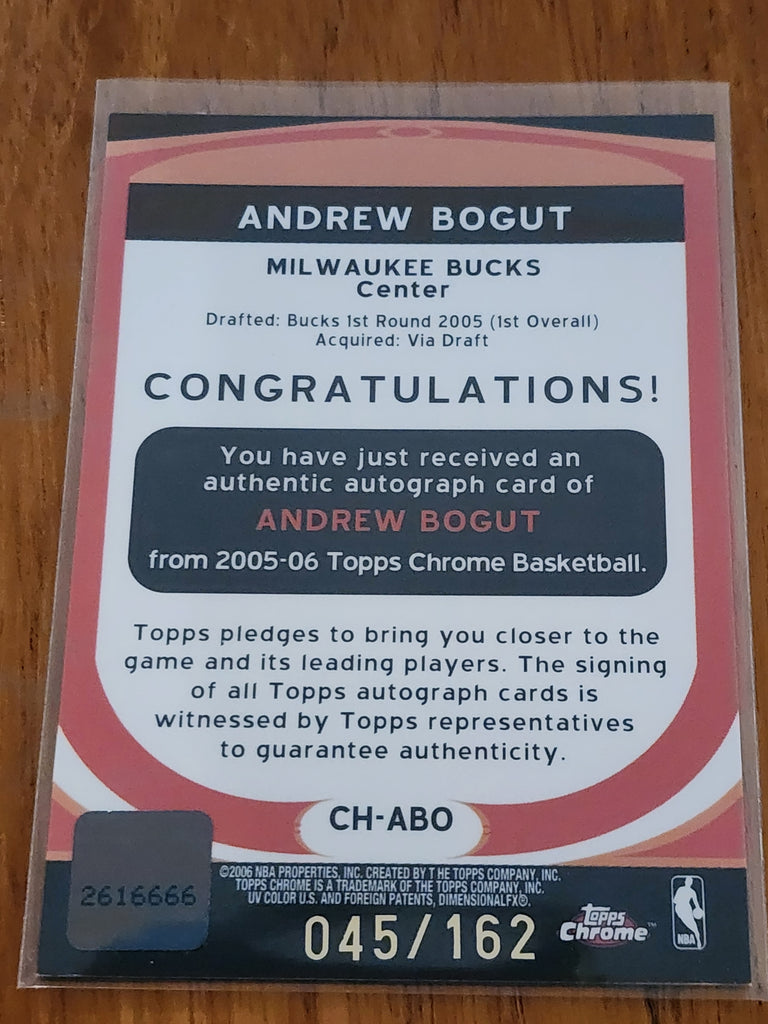 ANDREW BOGUT
MILWAUKEE BUCKS
Center
Drafted: Bucks 1st Round 2005 (1st Overall)
Acquired: Via Draft
CONGRATULATIONS!
You have just received an
authentic autograph card of
ANDREW BOGUT
from 2005-06 Topps Chrome Basketball.
Topps pledges to bring you closer to the
game and its leading players. The signing
of all Topps autograph cards is
witnessed by Topps representatives
to guarantee authenticity.
CH-ABO
2616666
©2006 NBA PROPERTIES, INC. CREATED BY T HE TOPPS COMPANY, INC.
TOPPS CHROME IS A TRADEMARK OF THE TOPPS COMPANY, INC.
UV COLOR U.S. AND FOREIGN PATENTS, DIMENSIONALFX®.
045/162
Topps
Chrome™
NBA